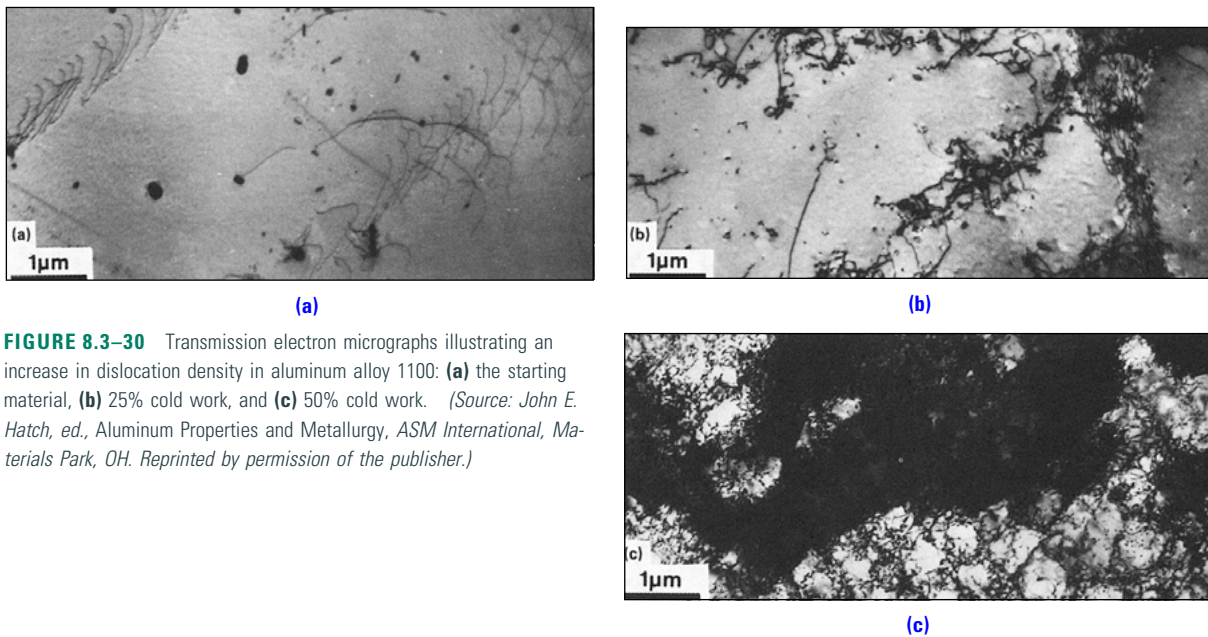 (a)
1µm
(a)
FIGURE 8.3–30 Transmission electron micrographs illustrating an
increase in dislocation density in aluminum alloy 1100: (a) the starting
material, (b) 25% cold work, and (c) 50% cold work. (Source: John E.
Hatch, ed., Aluminum Properties and Metallurgy, ASM International, Ma-
terials Park, OH. Reprinted by permission of the publisher.)
(b)
1µm
(b)
(c)
1µm
(c)